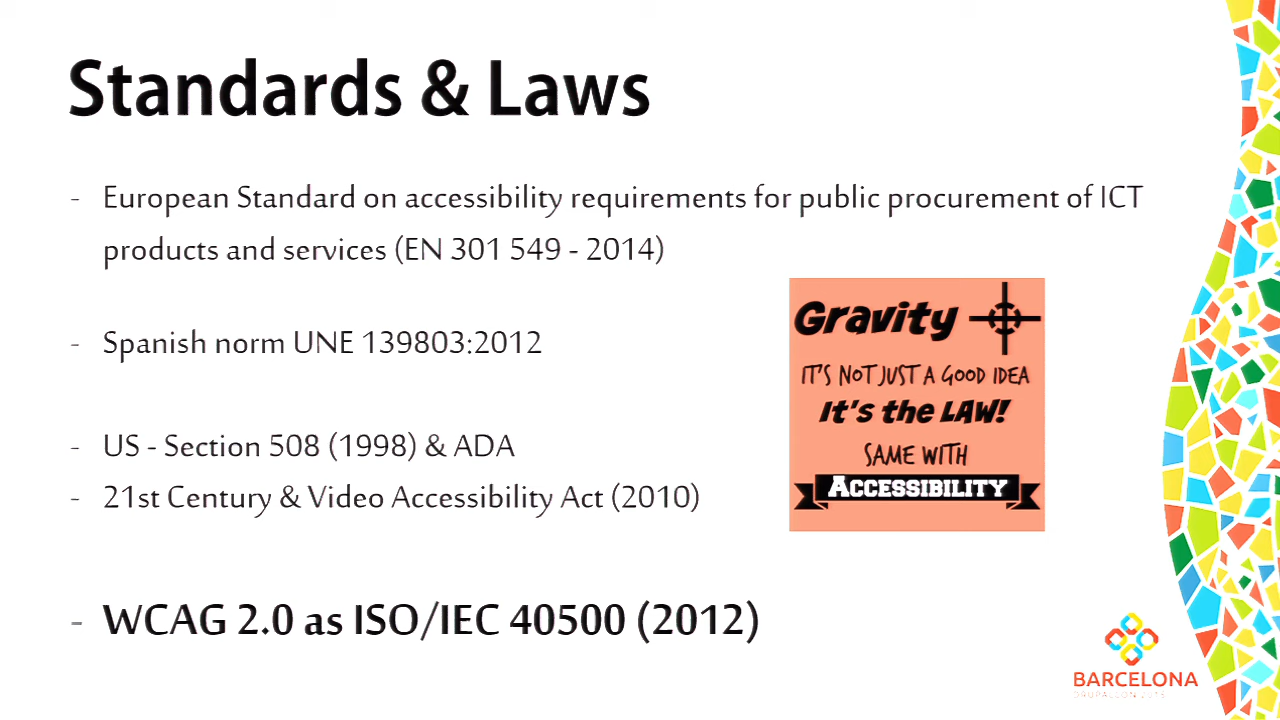 Standards & Laws
- European Standard on accessibility requirements for public procurement of ICT
products and services (EN 301 549 - 2014)
- Spanish norm UNE 139803:2012
- US - Section 508 (1998) & ADA
- 21st Century & Video Accessibility Act (2010)
- WCAG 2.0 as ISO/IEC 40500 (2012)
Gravity
IT'S NOT JUST A GOOD IDEA
It's the LAW!
SAME WITH
ACCESSIBILITY
BARCELONA
DRUPALCON 2015